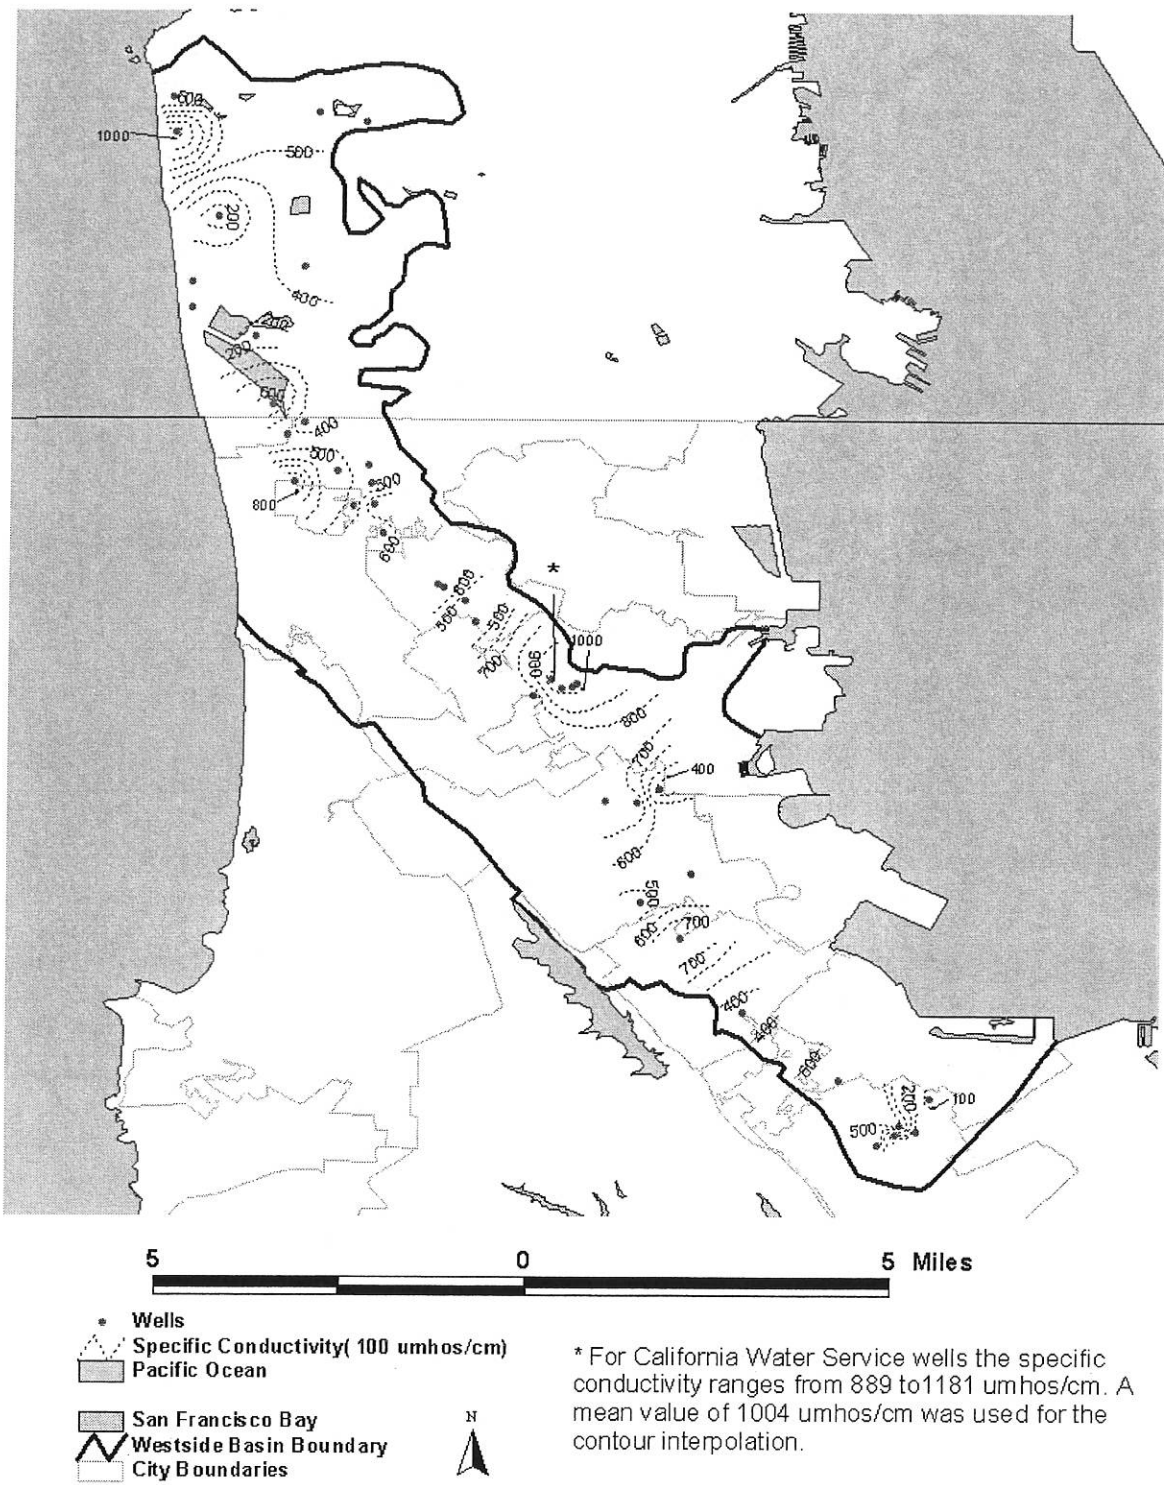 600
1000
500
200
400
200
200
500
400
500
800
500
600
*
600
500
500
1000
700
900
800
700
400
600
500
700
600
700
400
400
600
200
100
500
5 0 5 Miles
Wells
Specific Conductivity( 100 umhos/cm)
Pacific Ocean
San Francisco Bay
Westside Basin Boundary
City Boundaries
N
* For California Water Service wells the specific
conductivity ranges from 889 to1181 umhos/cm. A
mean value of 1004 umhos/cm was used for the
contour interpolation.